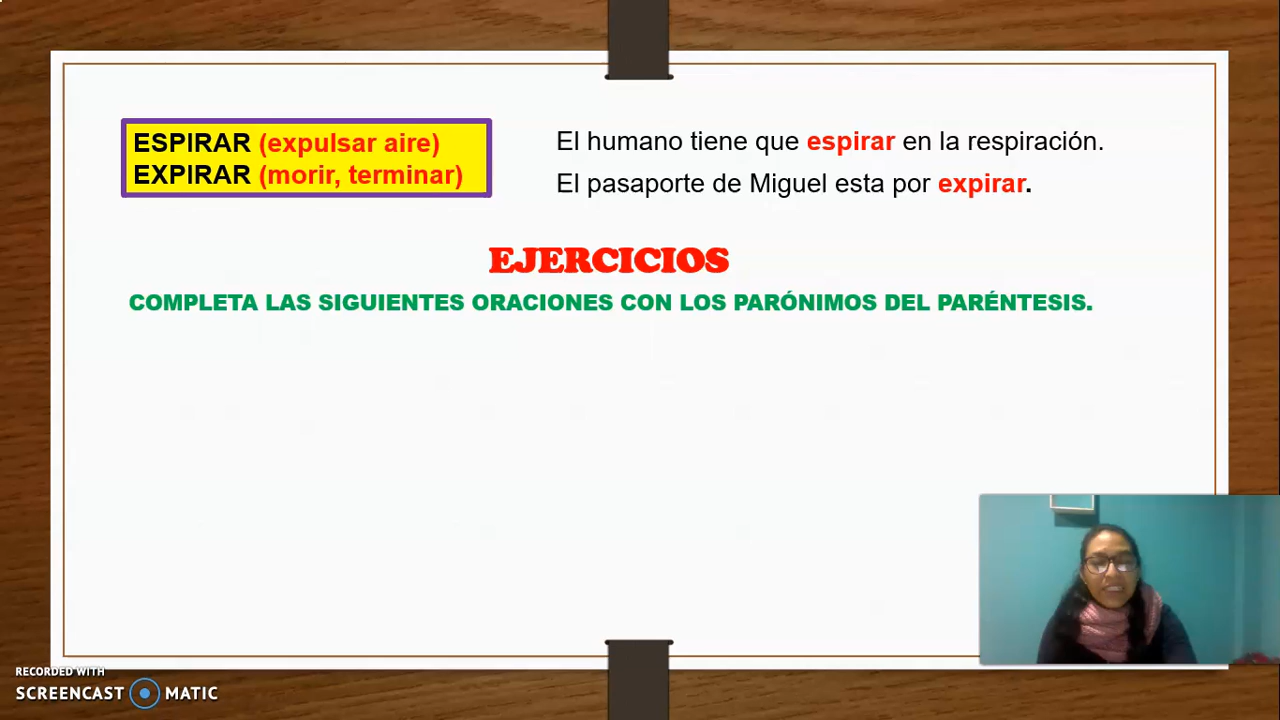 ESPIRAR (expulsar aire)
EXPIRAR (morir, terminar)
El humano tiene que espirar en la respiración.
El pasaporte de Miguel esta por expirar.
EJERCICIOS
COMPLETA LAS SIGUIENTES ORACIONES CON LOS PARÓNIMOS DEL PARÉNTESIS.
RECORDED WITH
SCREENCAST MATIC